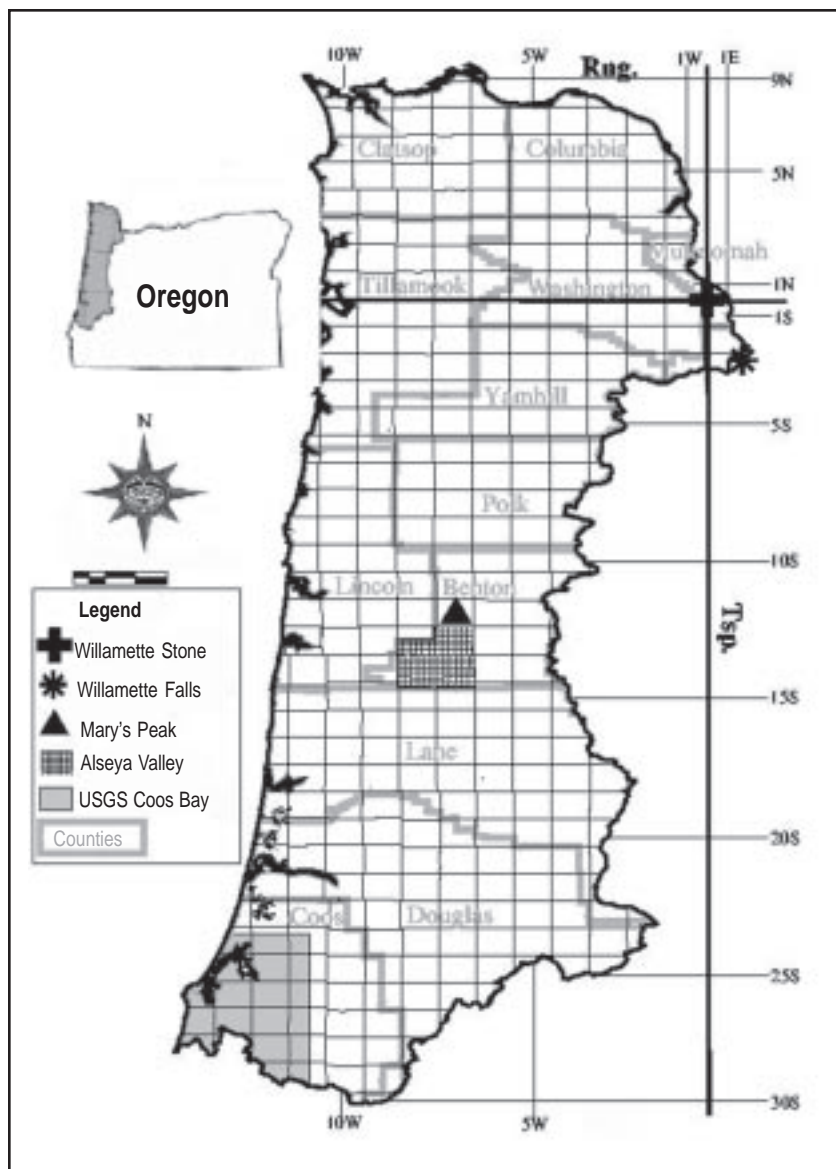 10W 5W 1W 1E
Rng.
9N
Clatsop Columbia
5N
Multnomah
Oregon
Tillamook Washington
1N
1S
Yamhill
5S
N
Polk
10S
Lincoln Benton
Tsp.
Legend
Willamette Stone
Willamette Falls
Mary's Peak
Alseya Valley
USGS Coos Bay
Counties
15S
Lane
20S
Coos Douglas
25S
30S
10W 5W